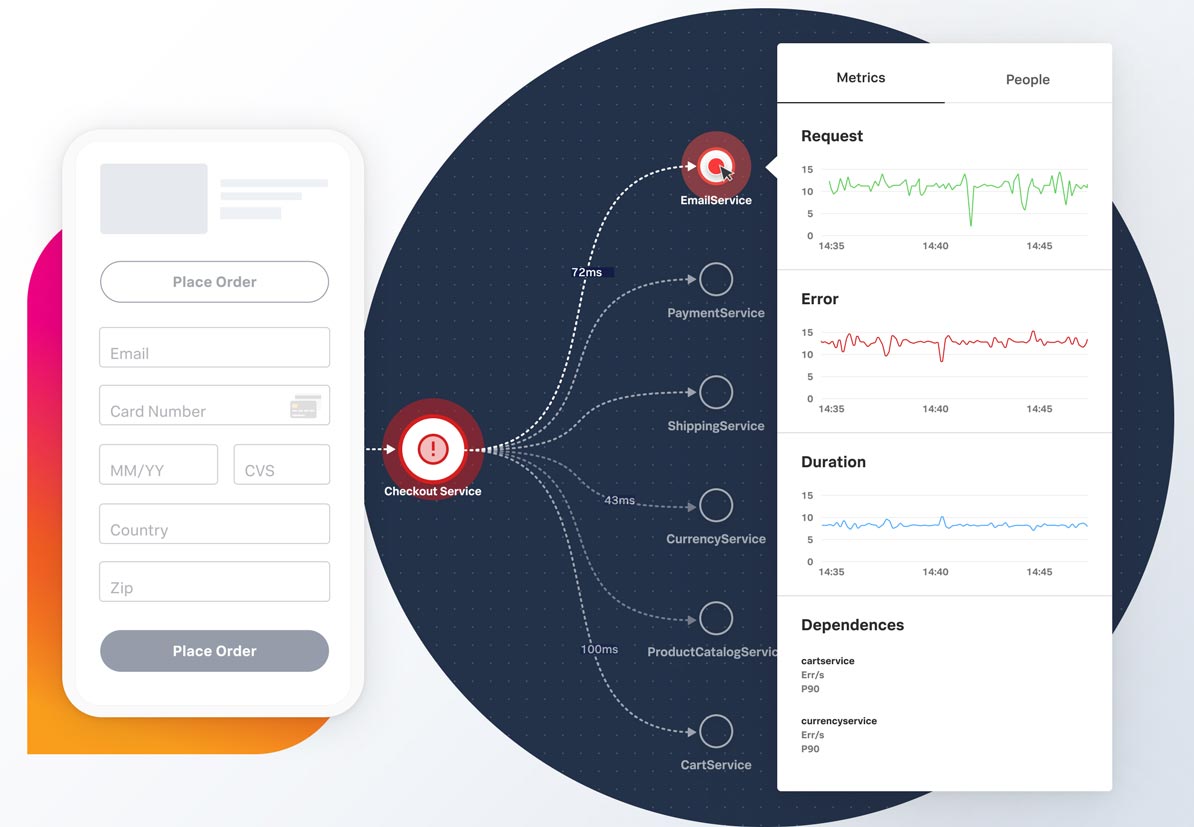 Place Order
Email
Card Number
MM/YY
CVS
Country
Zip
Place Order
Checkout Service
72ms
43ms
100ms
EmailService
PaymentService
ShippingService
CurrencyService
ProductCatalogServic
CartService
Metrics
People
Request
15
10
5
0
14:35
14:40
14:45
Error
15
10
5
0
14:35
14:40
14:45
Duration
15
10
5
0
14:35
14:40
14:45
Dependences
cartservice
Err/s
P90
currencyservice
Err/s
P90